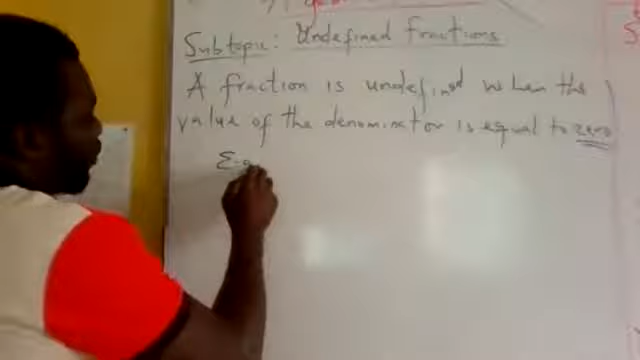 Subtopic: Undefined fractions
A fraction is undefined when the
value of the denominator is equal to zero
E.g